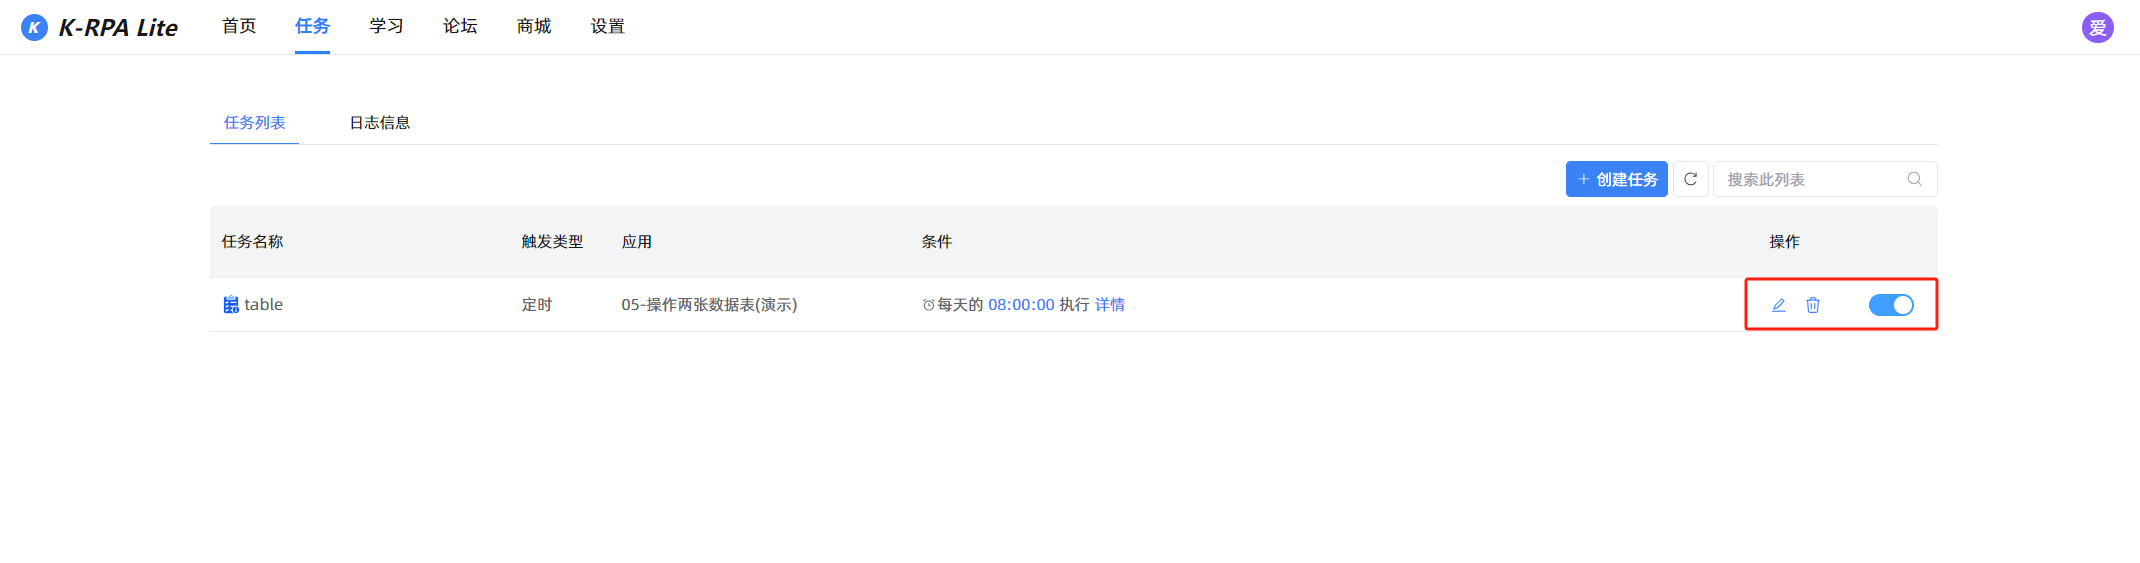 K K-RPA Lite 首页 任务 学习 论坛 商城 设置 爱
任务列表 日志信息
+ 创建任务 搜索此列表
任务名称 触发类型 应用 条件 操作
table 定时 05-操作两张数据表(演示) 每天的 08:00:00 执行 详情